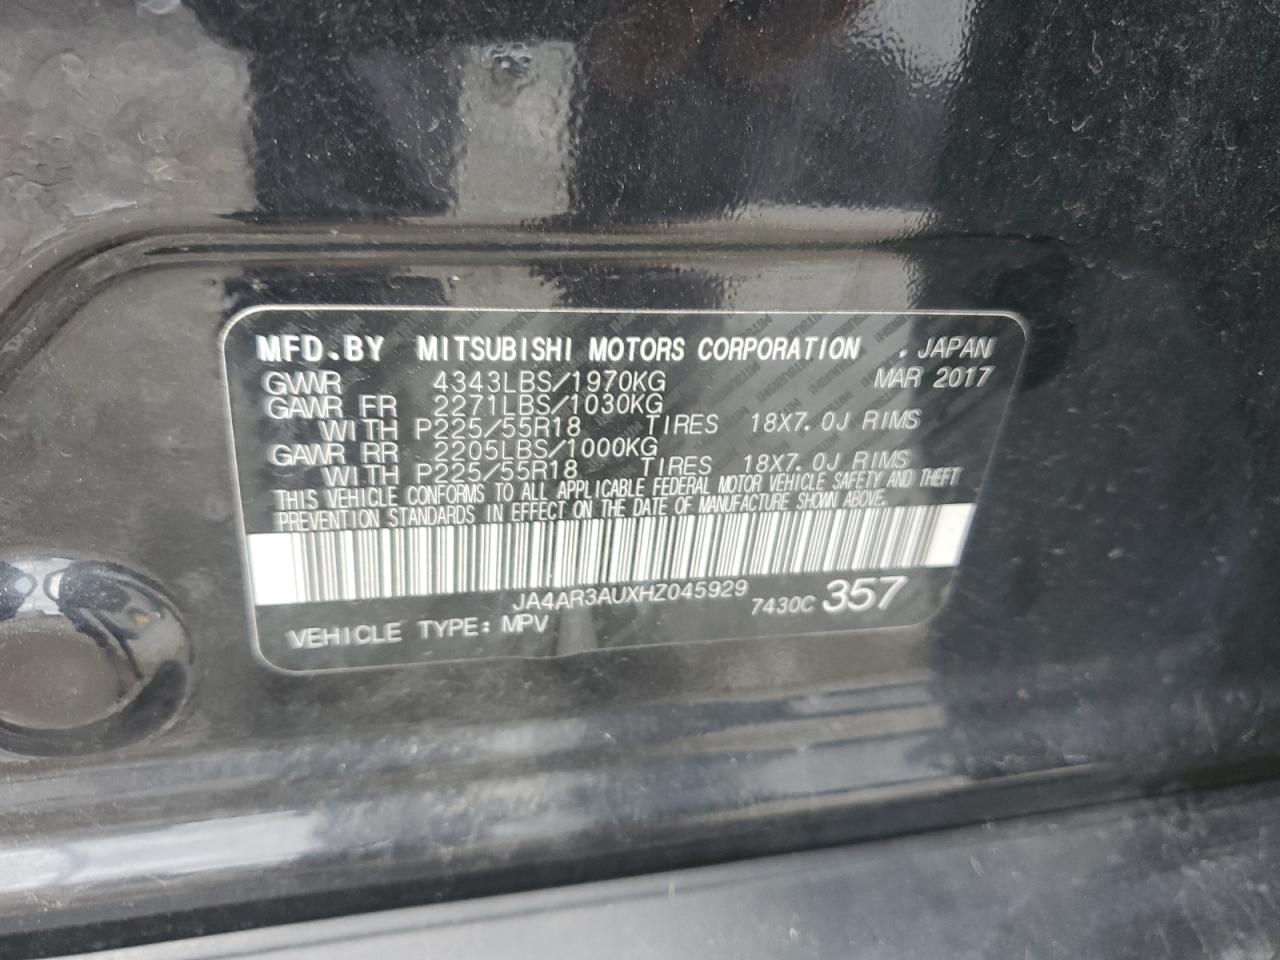 MFD.BY MITSUBISHI MOTORS CORPORATION . JAPAN
GVWR 4343LBS/1970KG MAR 2017
GAWR FR 2271LBS/1030KG
WITH P225/55R18 TIRES 18X7.0J RIMS
GAWR RR 2205LBS/1000KG
WITH P225/55R18 TIRES 18X7.0J RIMS
THIS VEHICLE CONFORMS TO ALL APPLICABLE FEDERAL MOTOR VEHICLE SAFETY AND THEFT
PREVENTION STANDARDS IN EFFECT ON THE DATE OF MANUFACTURE SHOWN ABOVE.
JA4AR3AUXHZ045929 7430C 357
VEHICLE TYPE: MPV